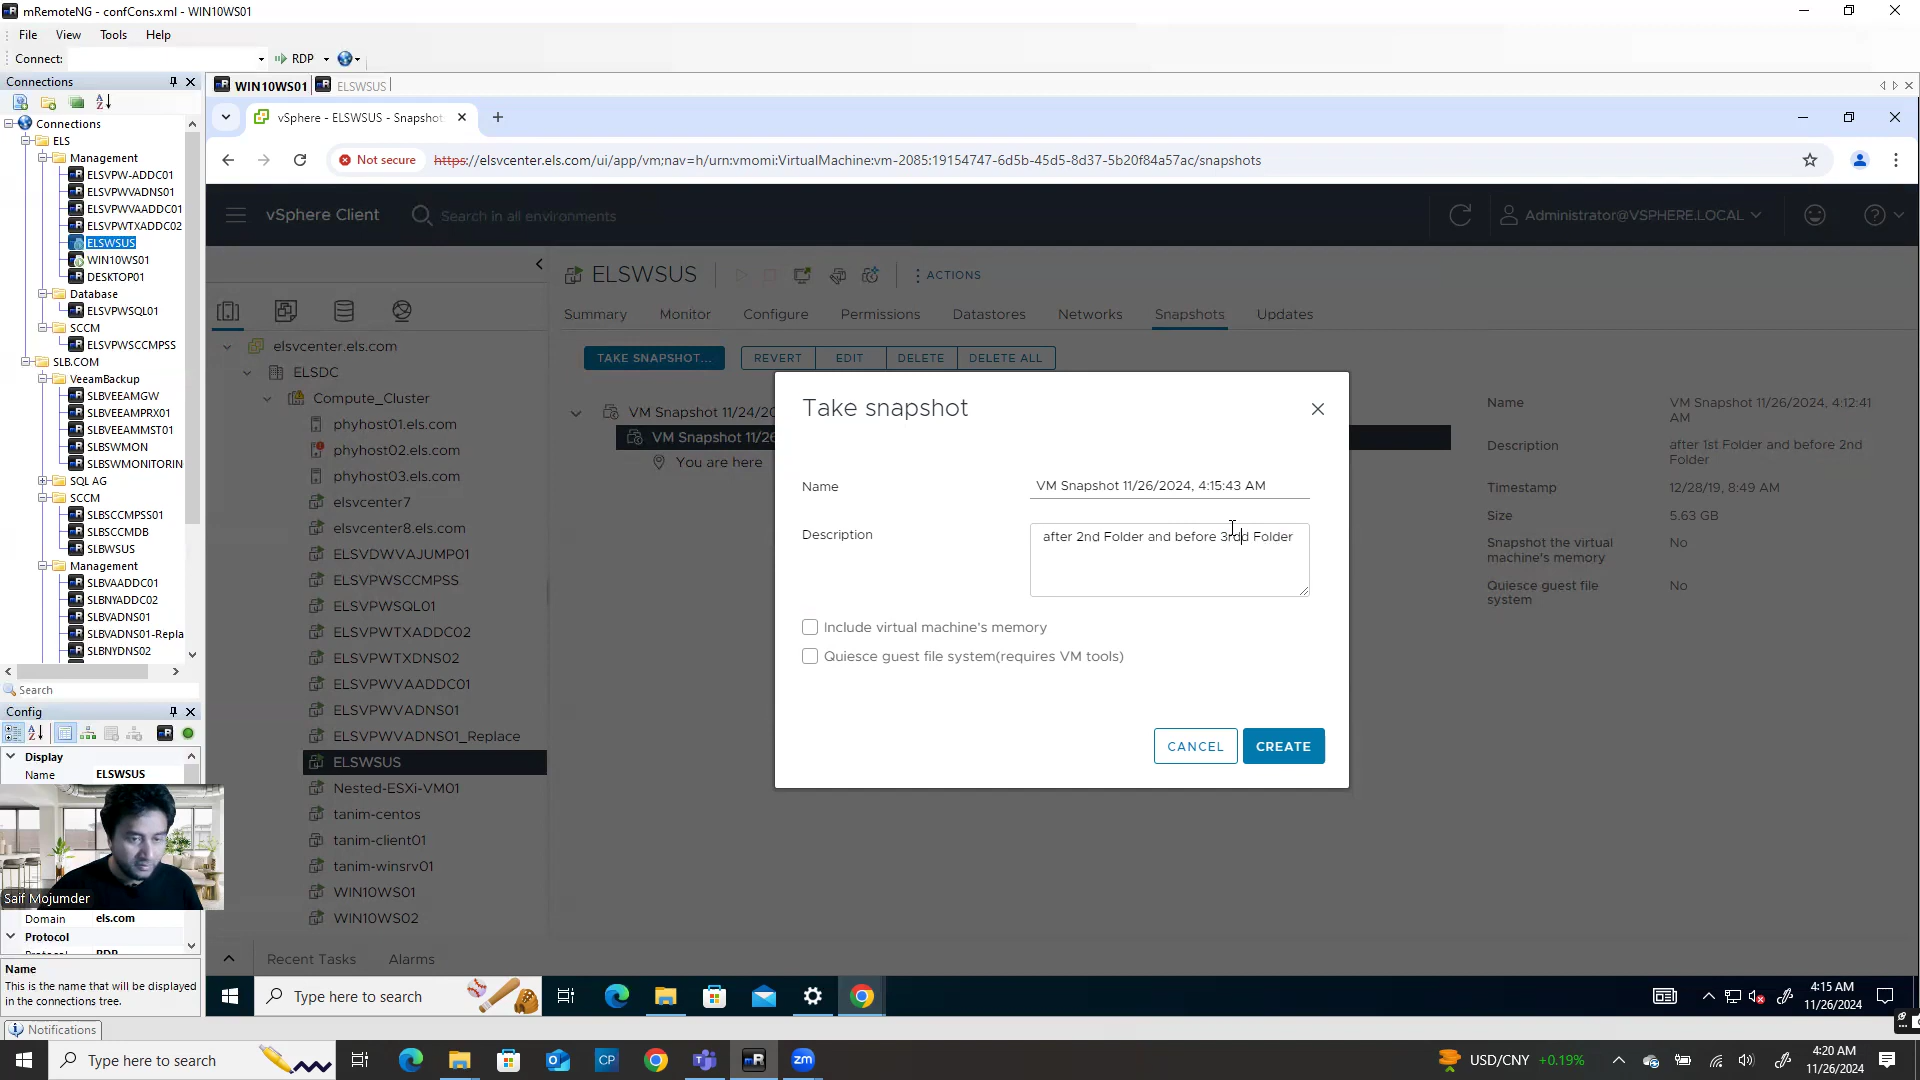 mRemoteNG - confCons.xml - WIN10WS01
File View Tools Help
Connect: RDP
Connections
WIN10WS01 ELSWSUS
vSphere - ELSWSUS - Snapshot
Not secure https://elsvcenter.els.com/ui/app/vm;nav=h/urn:vmomi:VirtualMachine:vm-2085:19154747-6d5b-45d5-8d37-5b20f84a57ac/snapshots
vSphere Client Search in all environments Administrator@VSPHERE.LOCAL
Connections
ELS
Management
ELSVPW-ADDC01
ELSVPWVADNS01
ELSVPWVAADDC01
ELSVPWTXADDC02
ELSWSUS
WIN10WS01
DESKTOP01
Database
ELSVPWSQL01
SCCM
ELSVPWSCCMPSS
SLB.COM
VeeamBackup
SLBVEEAMGW
SLBVEEAMPRX01
SLBVEEAMMST01
SLBSWMON
SLBSWMONITORIN
SQL AG
SCCM
SLBSCCMPSS01
SLBSCCMDB
SLBWSUS
Management
SLBVAADDC01
SLBNYADDC02
SLBVADNS01
SLBVADNS01-Repla
SLBNYDNS02
Search
Config
Display
Name ELSWSUS
Saif Mojumder
Domain els.com
Protocol
Name
This is the name that will be displayed
in the connections tree.
Notifications
elsvcenter.els.com
ELSDC
Compute_Cluster
phyhost01.els.com
phyhost02.els.com
phyhost03.els.com
elsvcenter7
elsvcenter8.els.com
ELSVDWVAJUMP01
ELSVPWSCCMPSS
ELSVPWSQL01
ELSVPWTXADDC02
ELSVPWTXDNS02
ELSVPWVAADDC01
ELSVPWVADNS01
ELSVPWVADNS01_Replace
ELSWSUS
Nested-ESXi-VM01
tanim-centos
tanim-client01
tanim-winsrv01
WIN10WS01
WIN10WS02
Recent Tasks Alarms
ELSWSUS ACTIONS
Summary Monitor Configure Permissions Datastores Networks Snapshots Updates
TAKE SNAPSHOT... REVERT EDIT DELETE DELETE ALL
VM Snapshot 11/24/20
VM Snapshot 11/26
You are here
Take snapshot
Name VM Snapshot 11/26/2024, 4:15:43 AM
Description after 2nd Folder and before 3rdd Folder
Include virtual machine's memory
Quiesce guest file system(requires VM tools)
CANCEL CREATE
Name VM Snapshot 11/26/2024, 4:12:41
AM
Description after 1st Folder and before 2nd
Folder
Timestamp 12/28/19, 8:49 AM
Size 5.63 GB
Snapshot the virtual No
machine's memory
Quiesce guest file No
system
Type here to search
4:15 AM
11/26/2024
Type here to search
CP
zm
USD/CNY +0.19%
4:20 AM
11/26/2024